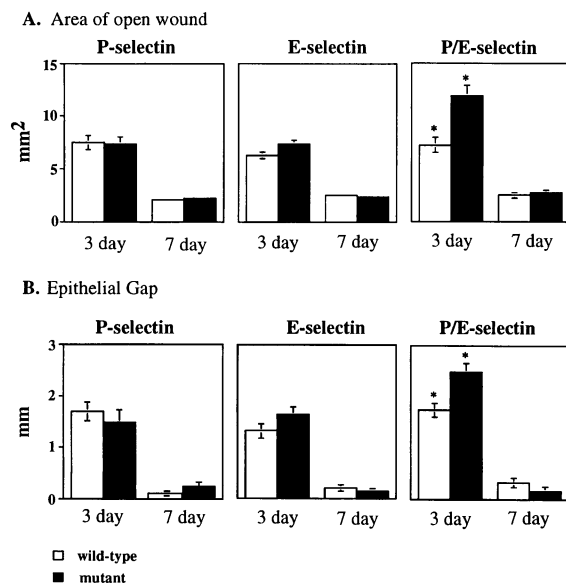 A. Area of open wound
P-selectin E-selectin P/E-selectin
15
10
5
0
mm2
* *
3 day 7 day 3 day 7 day 3 day 7 day
B. Epithelial Gap
P-selectin E-selectin P/E-selectin
3
2
1
0
mm
* *
3 day 7 day 3 day 7 day 3 day 7 day
wild-type
mutant